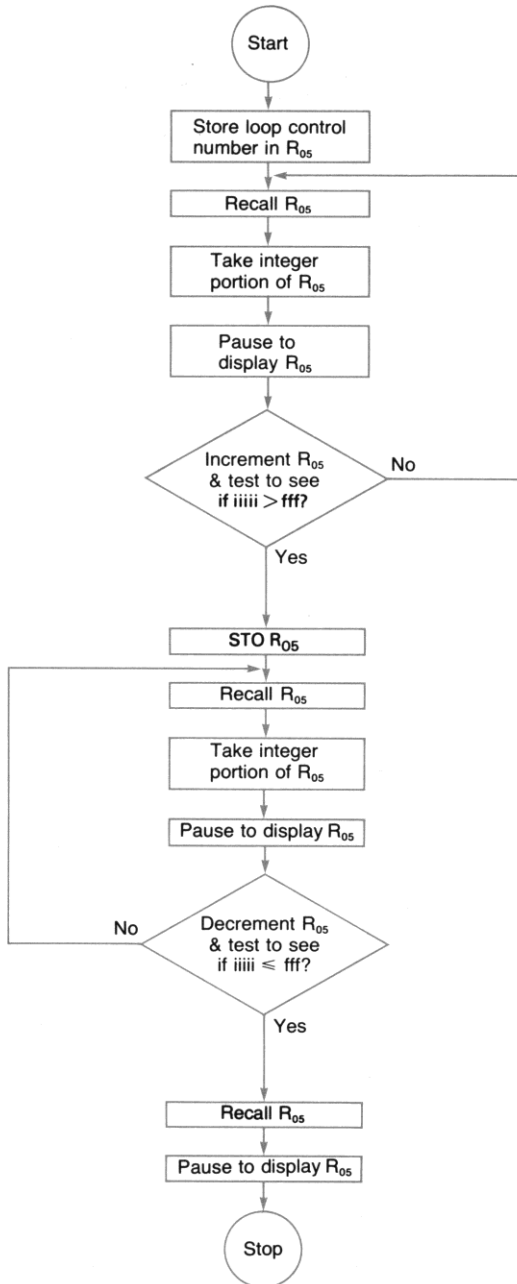 Start
Store loop control
number in R05
Recall R05
Take integer
portion of R05
Pause to
display R05
Increment R05
& test to see
if iiiii > fff?
No
Yes
STO R05
Recall R05
Take integer
portion of R05
Pause to display R05
No
Decrement R05
& test to see
if iiiii ⩽ fff?
Yes
Recall R05
Pause to display R05
Stop